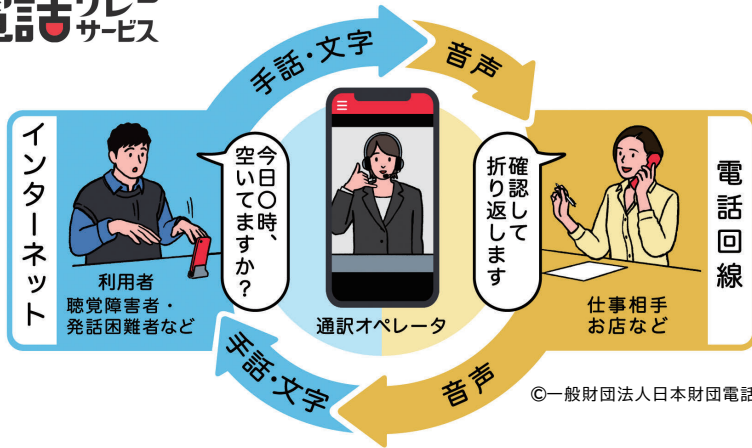 電話リレー
サービス
手話・文字
音声
インターネット
今日〇時、
空いてますか？
確認して
折り返します
電話回線
利用者
聴覚障害者・
発話困難者など
通訳オペレータ
仕事相手
お店など
手話・文字
音声
©一般財団法人日本財団電話